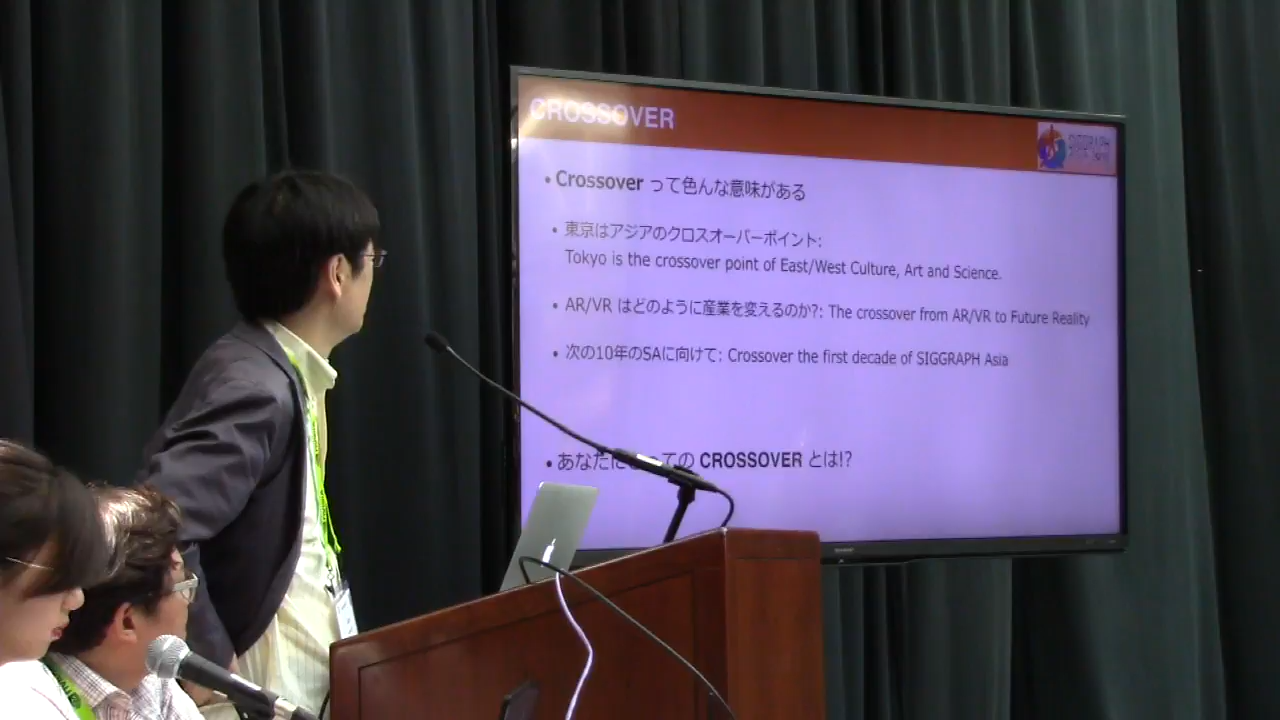 CROSSOVER
• Crossover って色んな意味がある
• 東京はアジアのクロスオーバーポイント:
Tokyo is the crossover point of East/West Culture, Art and Science.
• AR/VR はどのように産業を変えるのか?: The crossover from AR/VR to Future Reality
• 次の10年のSAに向けて: Crossover the first decade of SIGGRAPH Asia
• あなたに ての CROSSOVER とは!?